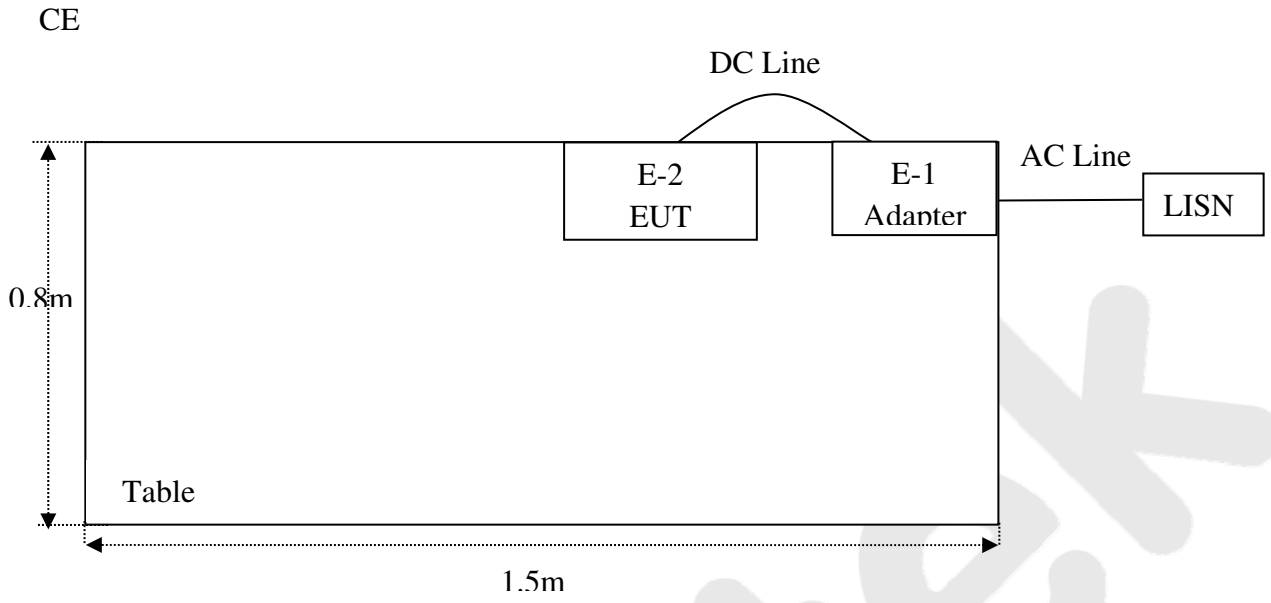 CE
DC Line
E-2
EUT
E-1
Adapter
AC Line
LISN
0.8m
Table
1.5m